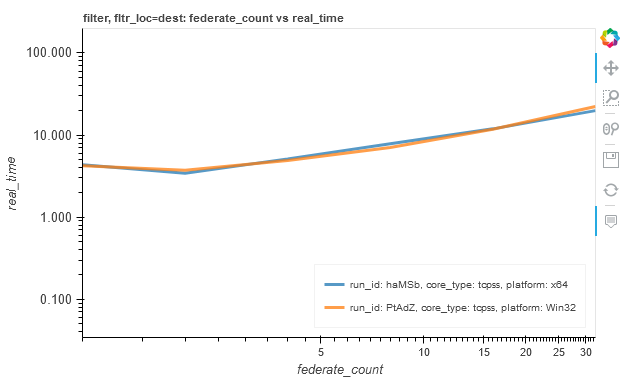 filter, fltr_loc=dest: federate_count vs real_time
100.000
10.000
1.000
0.100
real_time
run_id: haMSb, core_type: tcpss, platform: x64
run_id: PtAdZ, core_type: tcpss, platform: Win32
5
10
15
20
25
30
federate_count